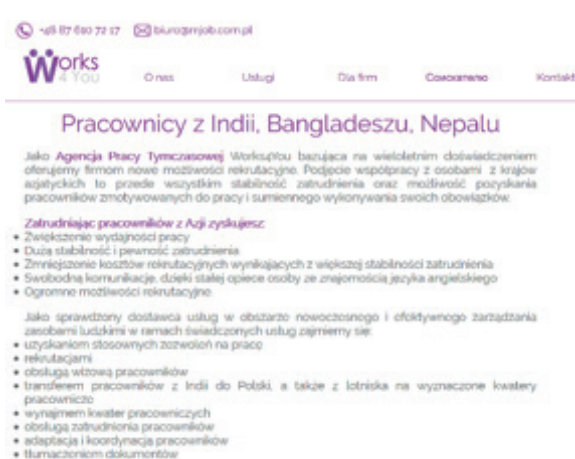 +48 87 610 72 17 biuro@mjob.com.pl
Works
4 You
O nas Usługi Dla firm Соискателю Kontakt
Pracownicy z Indii, Bangladeszu, Nepalu
Jako Agencja Pracy Tymczasowej Works4You bazująca na wieloletnim doświadczeniem
oferujemy firmom nowe możliwości rekrutacyjne. Podjęcie współpracy z osobami z krajów
azjatyckich to przede wszystkim stabilność zatrudnienia oraz możliwość pozyskania
pracowników zmotywowanych do pracy i sumiennego wykonywania swoich obowiązków.
Zatrudniając pracowników z Azji zyskujesz:
• Zwiększenie wydajności pracy
• Dużą stabilność i pewność zatrudnienia
• Zmniejszenie kosztów rekrutacyjnych wynikających z większej stabilności zatrudnienia
• Swobodną komunikację, dzięki stałej opiece osoby ze znajomością języka angielskiego
• Ogromne możliwości rekrutacyjne.
Jako sprawdzony dostawca usług w obszarze nowoczesnego i efektywnego zarządzania
zasobami ludzkimi w ramach świadczonych usług zajmiemy się:
• uzyskaniem stosownych zezwoleń na pracę
• rekrutacjami
• obsługą wizową pracowników
• transferem pracowników z Indii do Polski, a także z lotniska na wyznaczone kwatery
pracownicze
• wynajmem kwater pracowniczych
• obsługą zatrudnienia pracowników
• adaptacją i koordynacją pracowników
• tłumaczeniem dokumentów